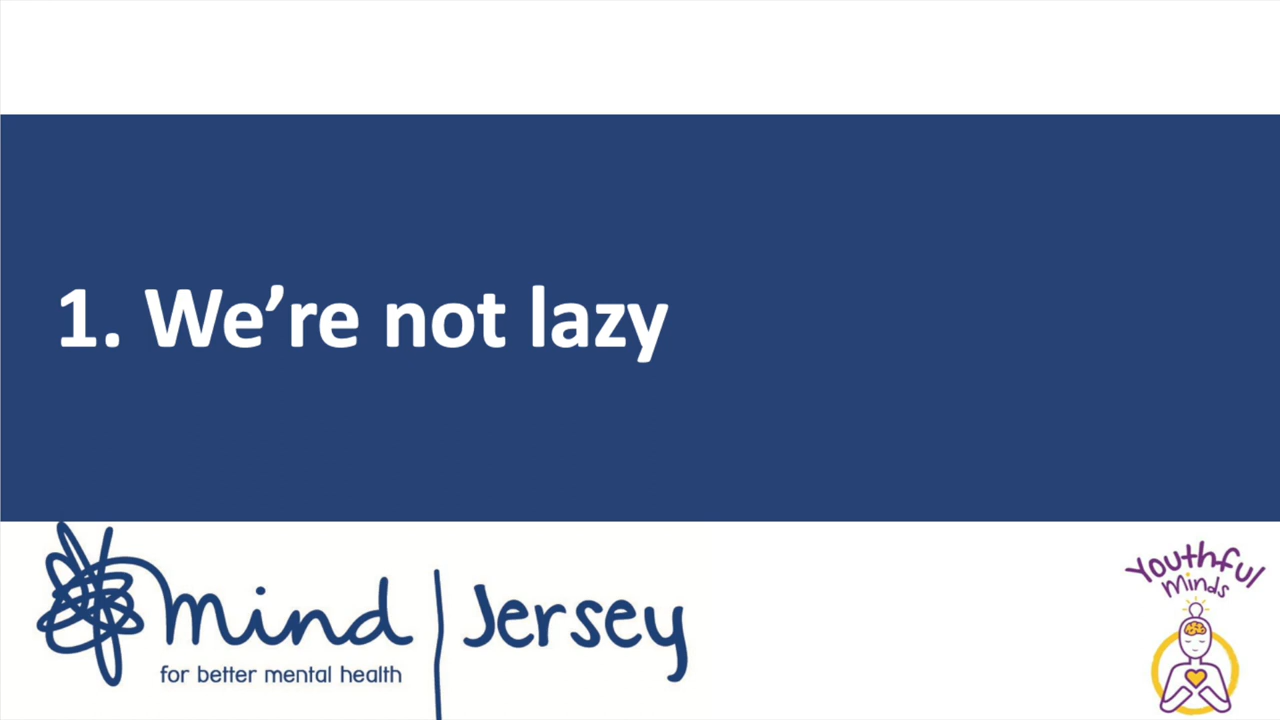 1. We’re not lazy
mind Jersey
for better mental health
Youthful
Minds